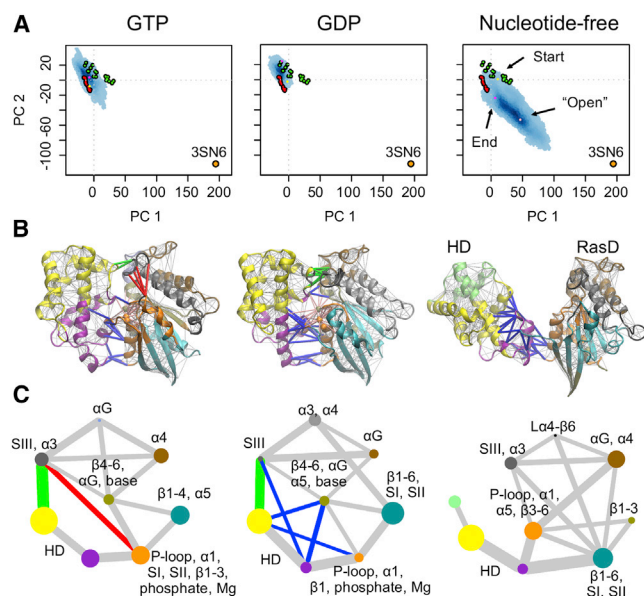 A
GTP
GDP
Nucleotide-free
PC 2
20
-20
-60
-100
3SN6
0 50 100 150 200
PC 1
3SN6
0 50 100 150 200
PC 1
Start
"Open"
End
3SN6
0 50 100 150 200
PC 1
B
HD
RasD
C
αG
SIII, α3
α4
β4-6,
αG, base
β1-4, α5
HD
P-loop, α1,
SI, SII, β1-3,
phosphate, Mg
α3, α4
SIII
αG
β4-6, αG
α5, base
β1-6,
SI, SII
HD
P-loop, α1,
β1, phosphate, Mg
Lα4-β6
SIII, α3
αG, α4
P-loop, α1,
α5, β3-6
β1-3
HD
β1-6,
SI, SII